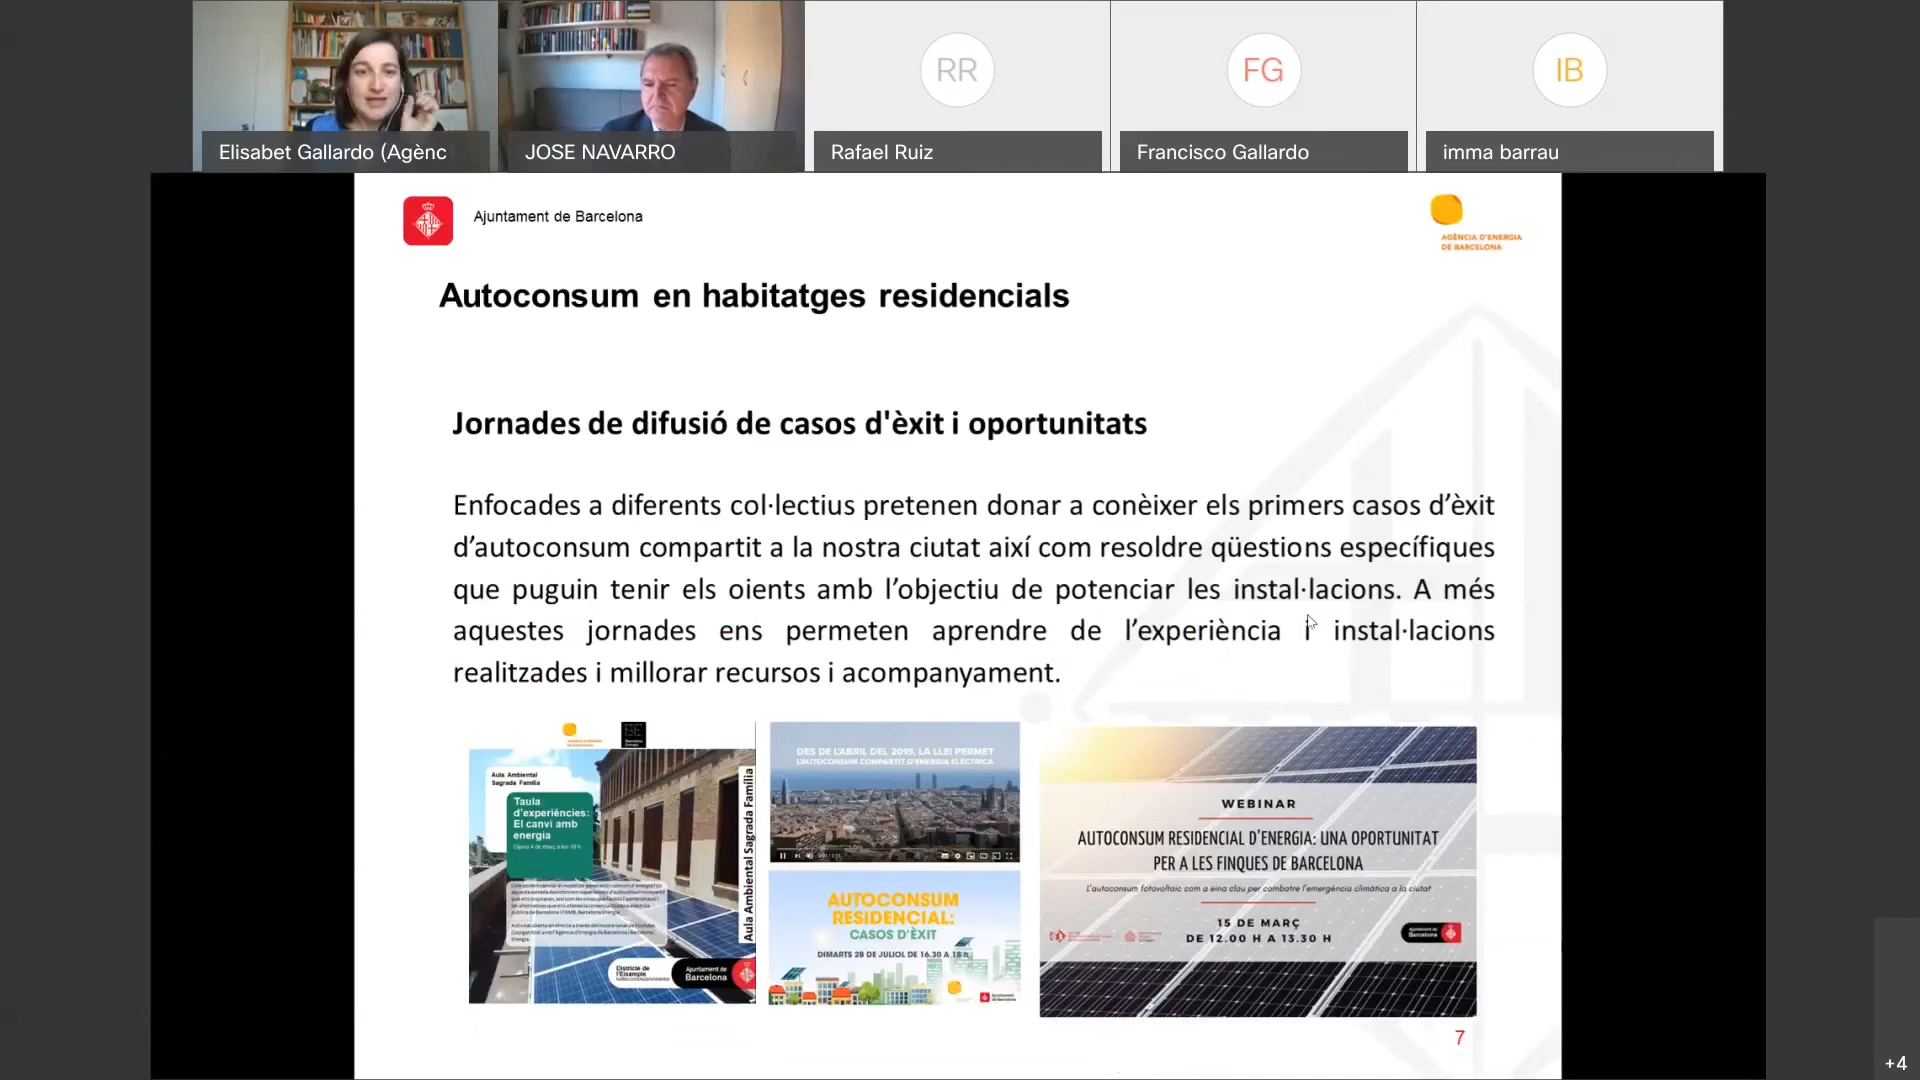 RR
FG
IB
Elisabet Gallardo (Agènc
JOSE NAVARRO
Rafael Ruiz
Francisco Gallardo
imma barrau
Ajuntament de Barcelona
AGÈNCIA D'ENERGIA
DE BARCELONA
Autoconsum en habitatges residencials
Jornades de difusió de casos d'èxit i oportunitats
Enfocades a diferents col·lectius pretenen donar a conèixer els primers casos d’èxit
d’autoconsum compartit a la nostra ciutat així com resoldre qüestions específiques
que puguin tenir els oients amb l’objectiu de potenciar les instal·lacions. A més
aquestes jornades ens permeten aprendre de l’experiència i instal·lacions
realitzades i millorar recursos i acompanyament.
Aula Ambiental
Sagrada Família
Taula
d'experiències:
El canvi amb
energia
Dijous 4 de març a les 18 h
Aula Ambiental Sagrada Família
Districte de
l'Eixample
Ajuntament de
Barcelona
DES DE L'ABRIL DEL 2019, LA LLEI PERMET
L'AUTOCONSUM COMPARTIT D'ENERGIA ELÈCTRICA
AUTOCONSUM
RESIDENCIAL:
CASOS D'ÈXIT
DIMARTS 28 DE JULIOL DE 16.30 A 18 h
WEBINAR
AUTOCONSUM RESIDENCIAL D'ENERGIA: UNA OPORTUNITAT
PER A LES FINQUES DE BARCELONA
L'autoconsum fotovoltaic com a eina clau per combatre l'emergència climàtica a la ciutat
15 DE MARÇ
DE 12.00 H A 13.30 H
Ajuntament de
Barcelona
7
+4